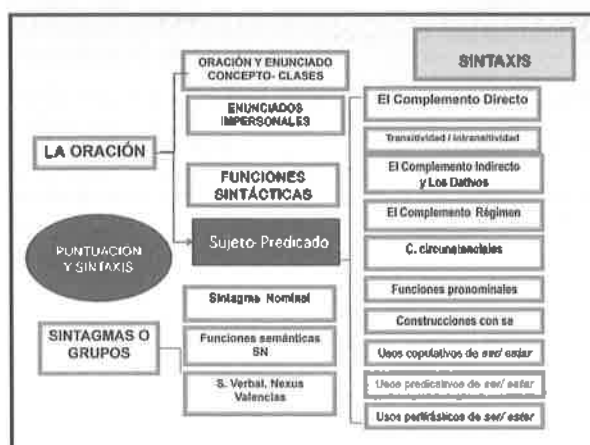 SINTAXIS
ORACIÓN Y ENUNCIADO
CONCEPTO- CLASES
ENUNCIADOS
IMPERSONALES
LA ORACIÓN
FUNCIONES
SINTÁCTICAS
Sujeto-Predicado
PUNTUACIÓN
Y SINTAXIS
SINTAGMAS O
GRUPOS
Sintagma Nominal
Funciones semánticas
SN
S. Verbal, Nexus
Valencias
El Complemento Directo
Transitividad / Intransitividad
El Complemento Indirecto
y Los Dativos
El Complemento Régimen
C. circunstanciales
Funciones pronominales
Construcciones con se
Usos copulativos de ser/ estar
Usos predicativos de ser/ estar
Usos perifrásticos de ser/ estar